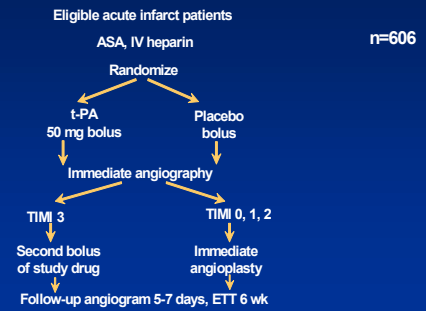 Eligible acute infarct patients
n=606
ASA, IV heparin
Randomize
t-PA
50 mg bolus
Placebo
bolus
Immediate angiography
TIMI 3
TIMI 0, 1, 2
Second bolus
of study drug
Immediate
angioplasty
Follow-up angiogram 5-7 days, ETT 6 wk